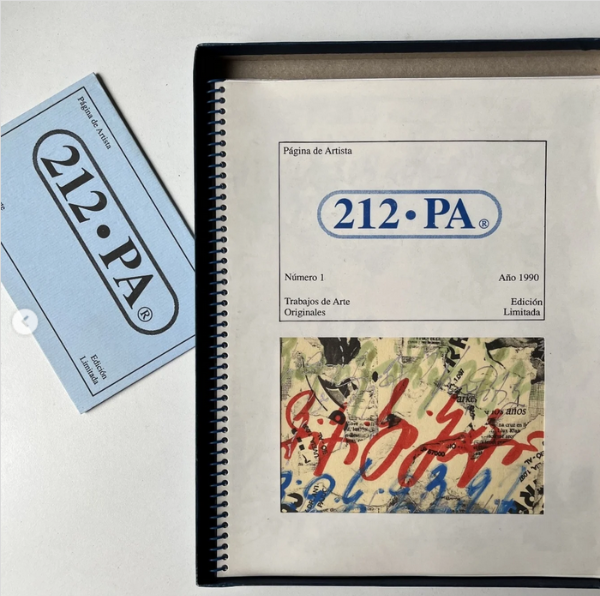 Página de Artista
212·PA®
Edición
Limitada
Página de Artista
212·PA®
Número 1 Año 1990
Trabajos de Arte Edición
Originales Limitada
arke
años